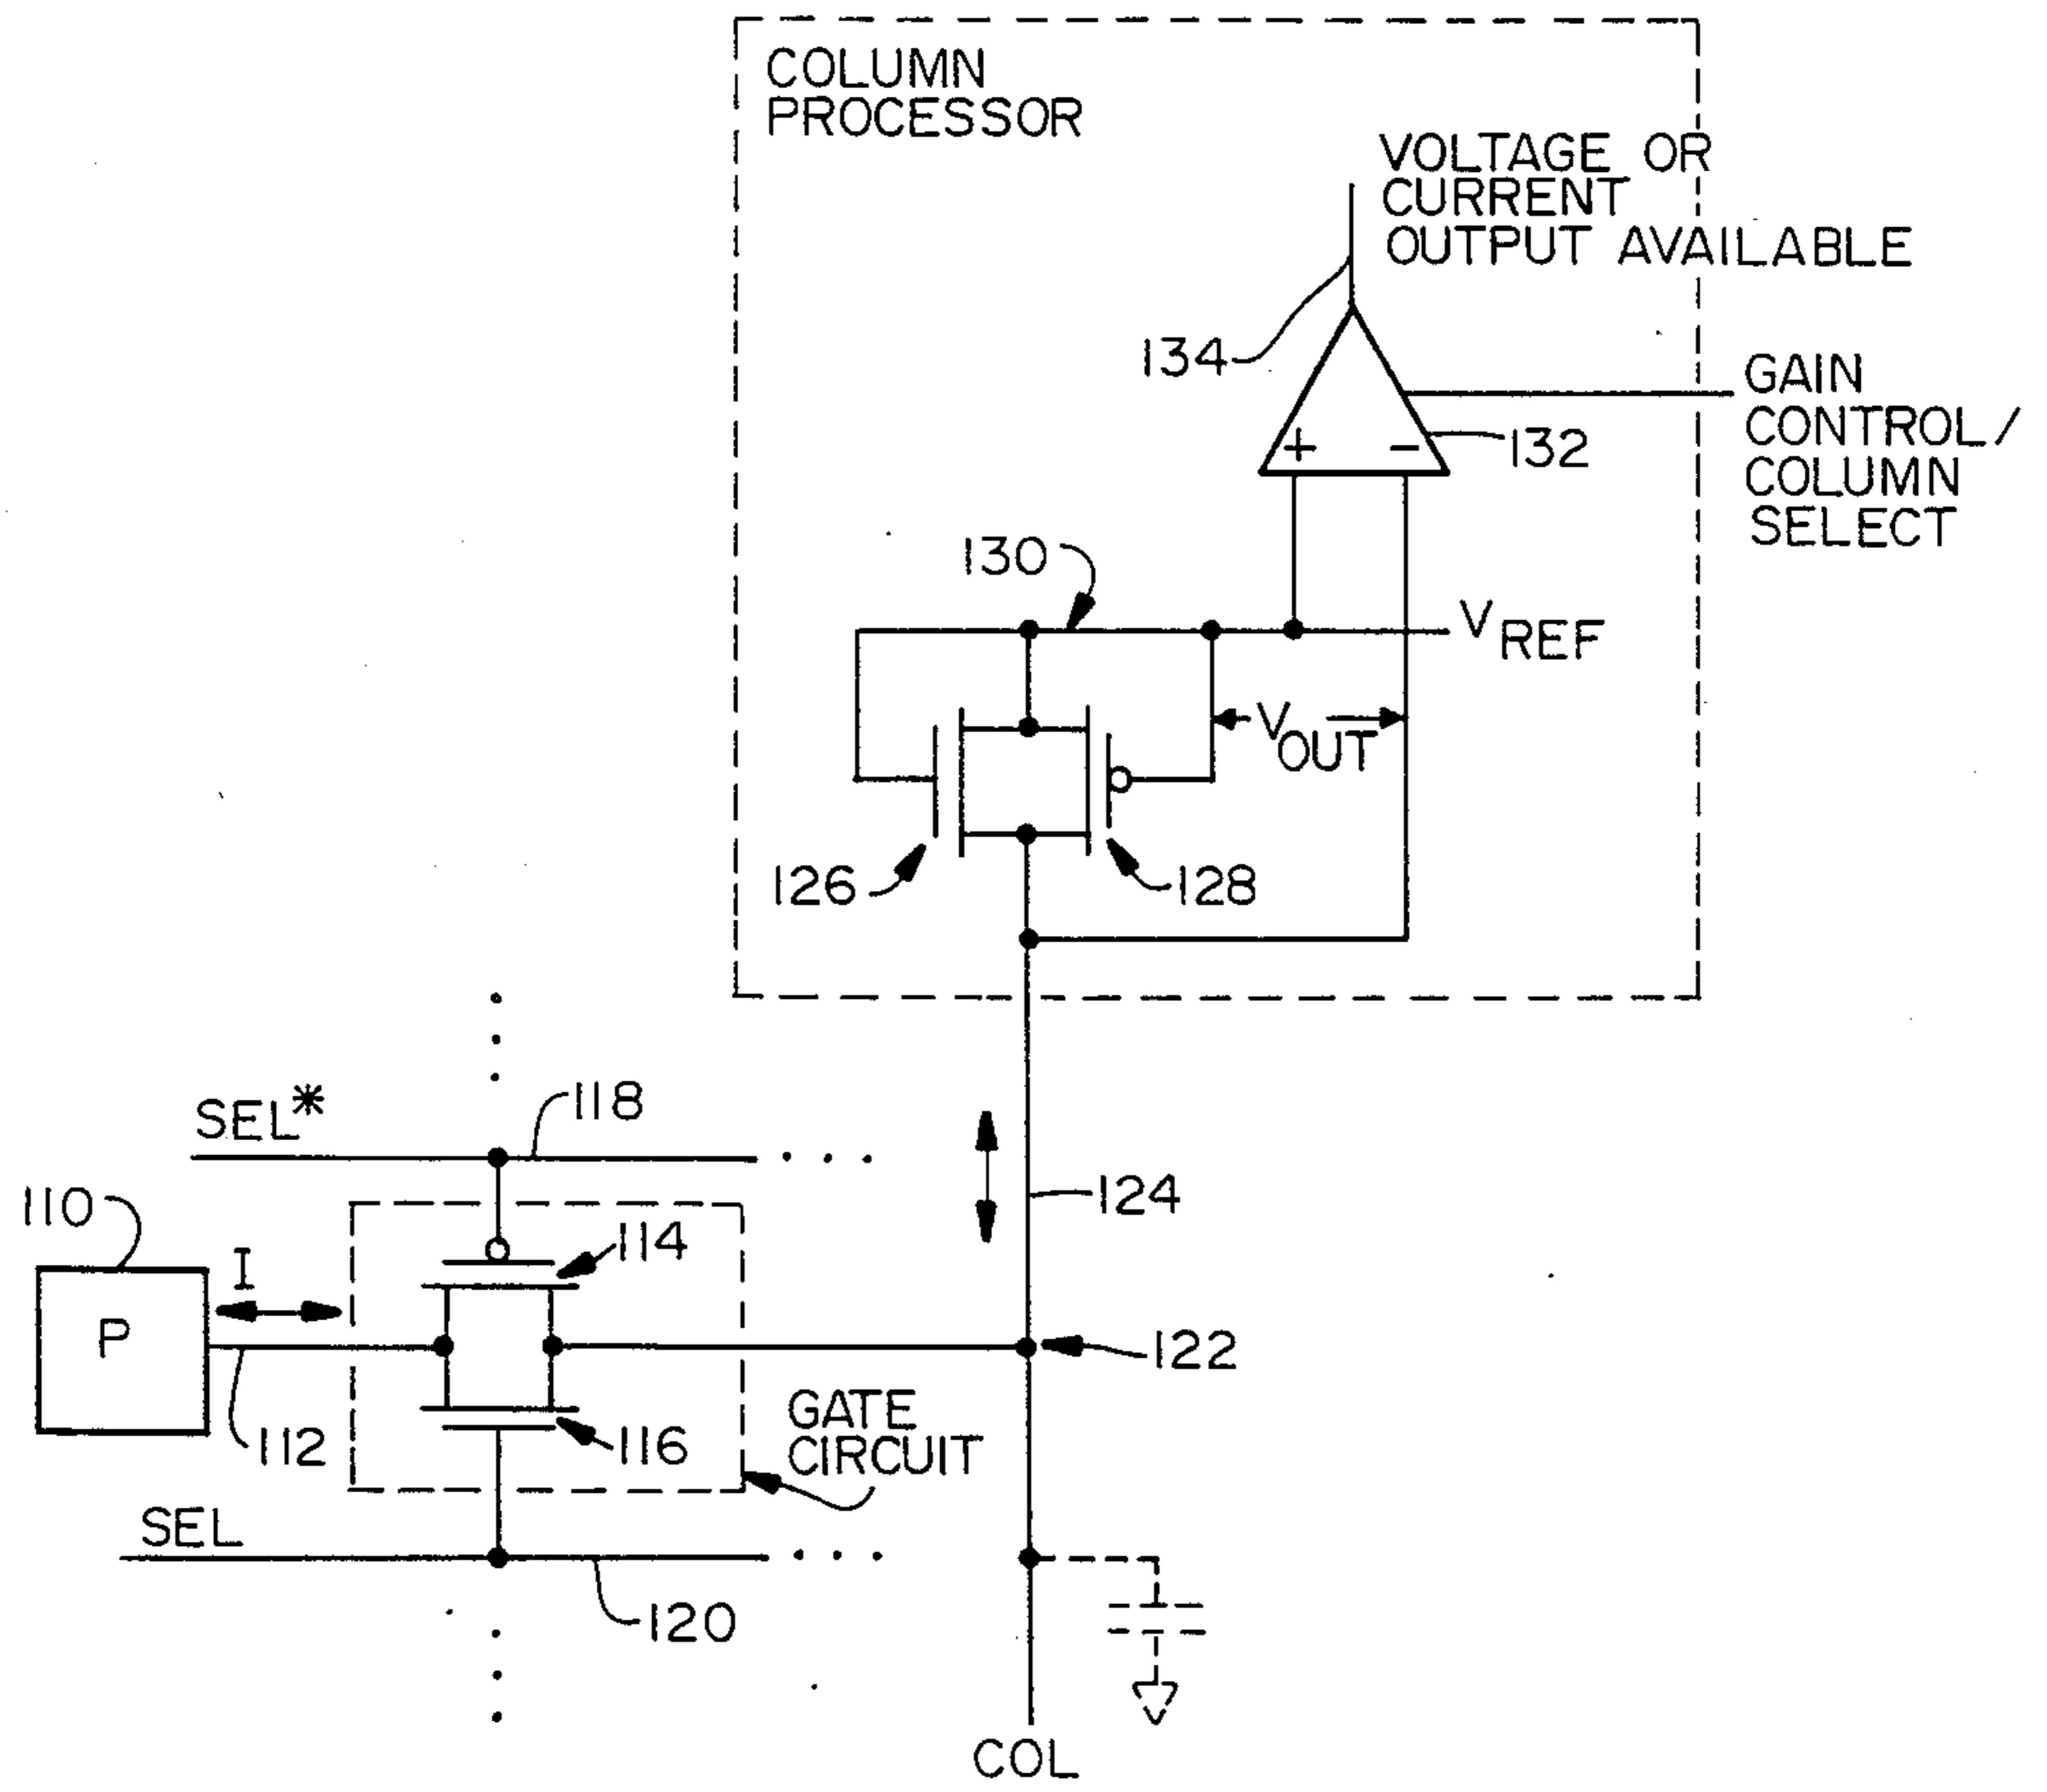 COLUMN
PROCESSOR
VOLTAGE OR
CURRENT
OUTPUT AVAILABLE
134
GAIN
CONTROL/
COLUMN
SELECT
+
-
132
130
VREF
VOUT
126
128
SEL*
118
124
110
I
114
P
122
112
116
GATE
CIRCUIT
SEL
120
COL